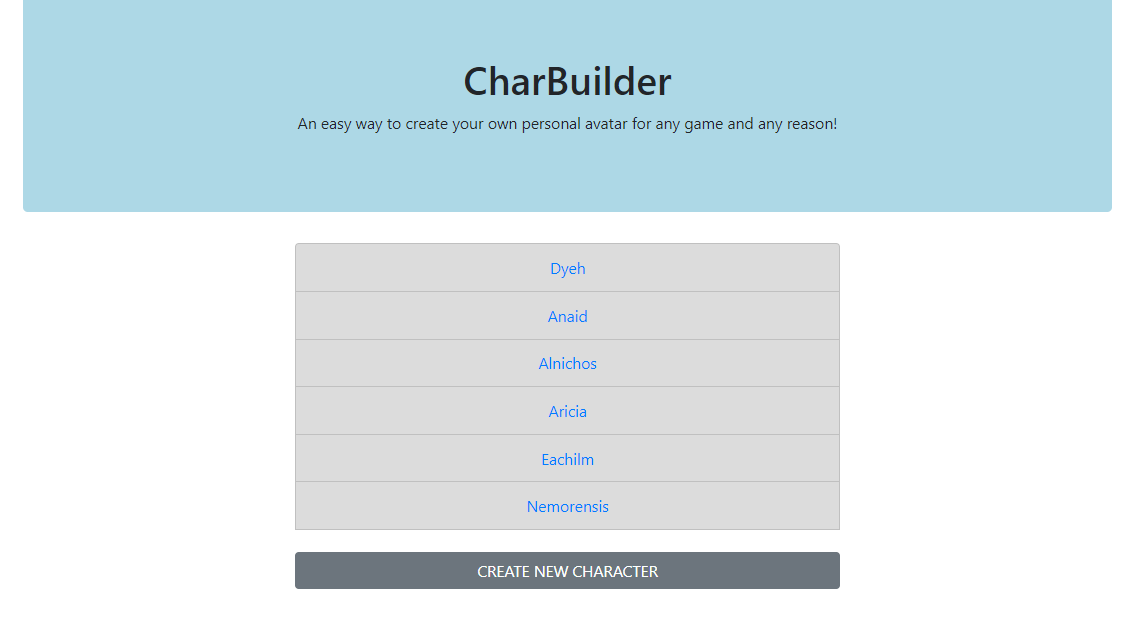 CharBuilder
An easy way to create your own personal avatar for any game and any reason!
Dyeh
Anaid
Alnichos
Aricia
Eachilm
Nemorensis
CREATE NEW CHARACTER